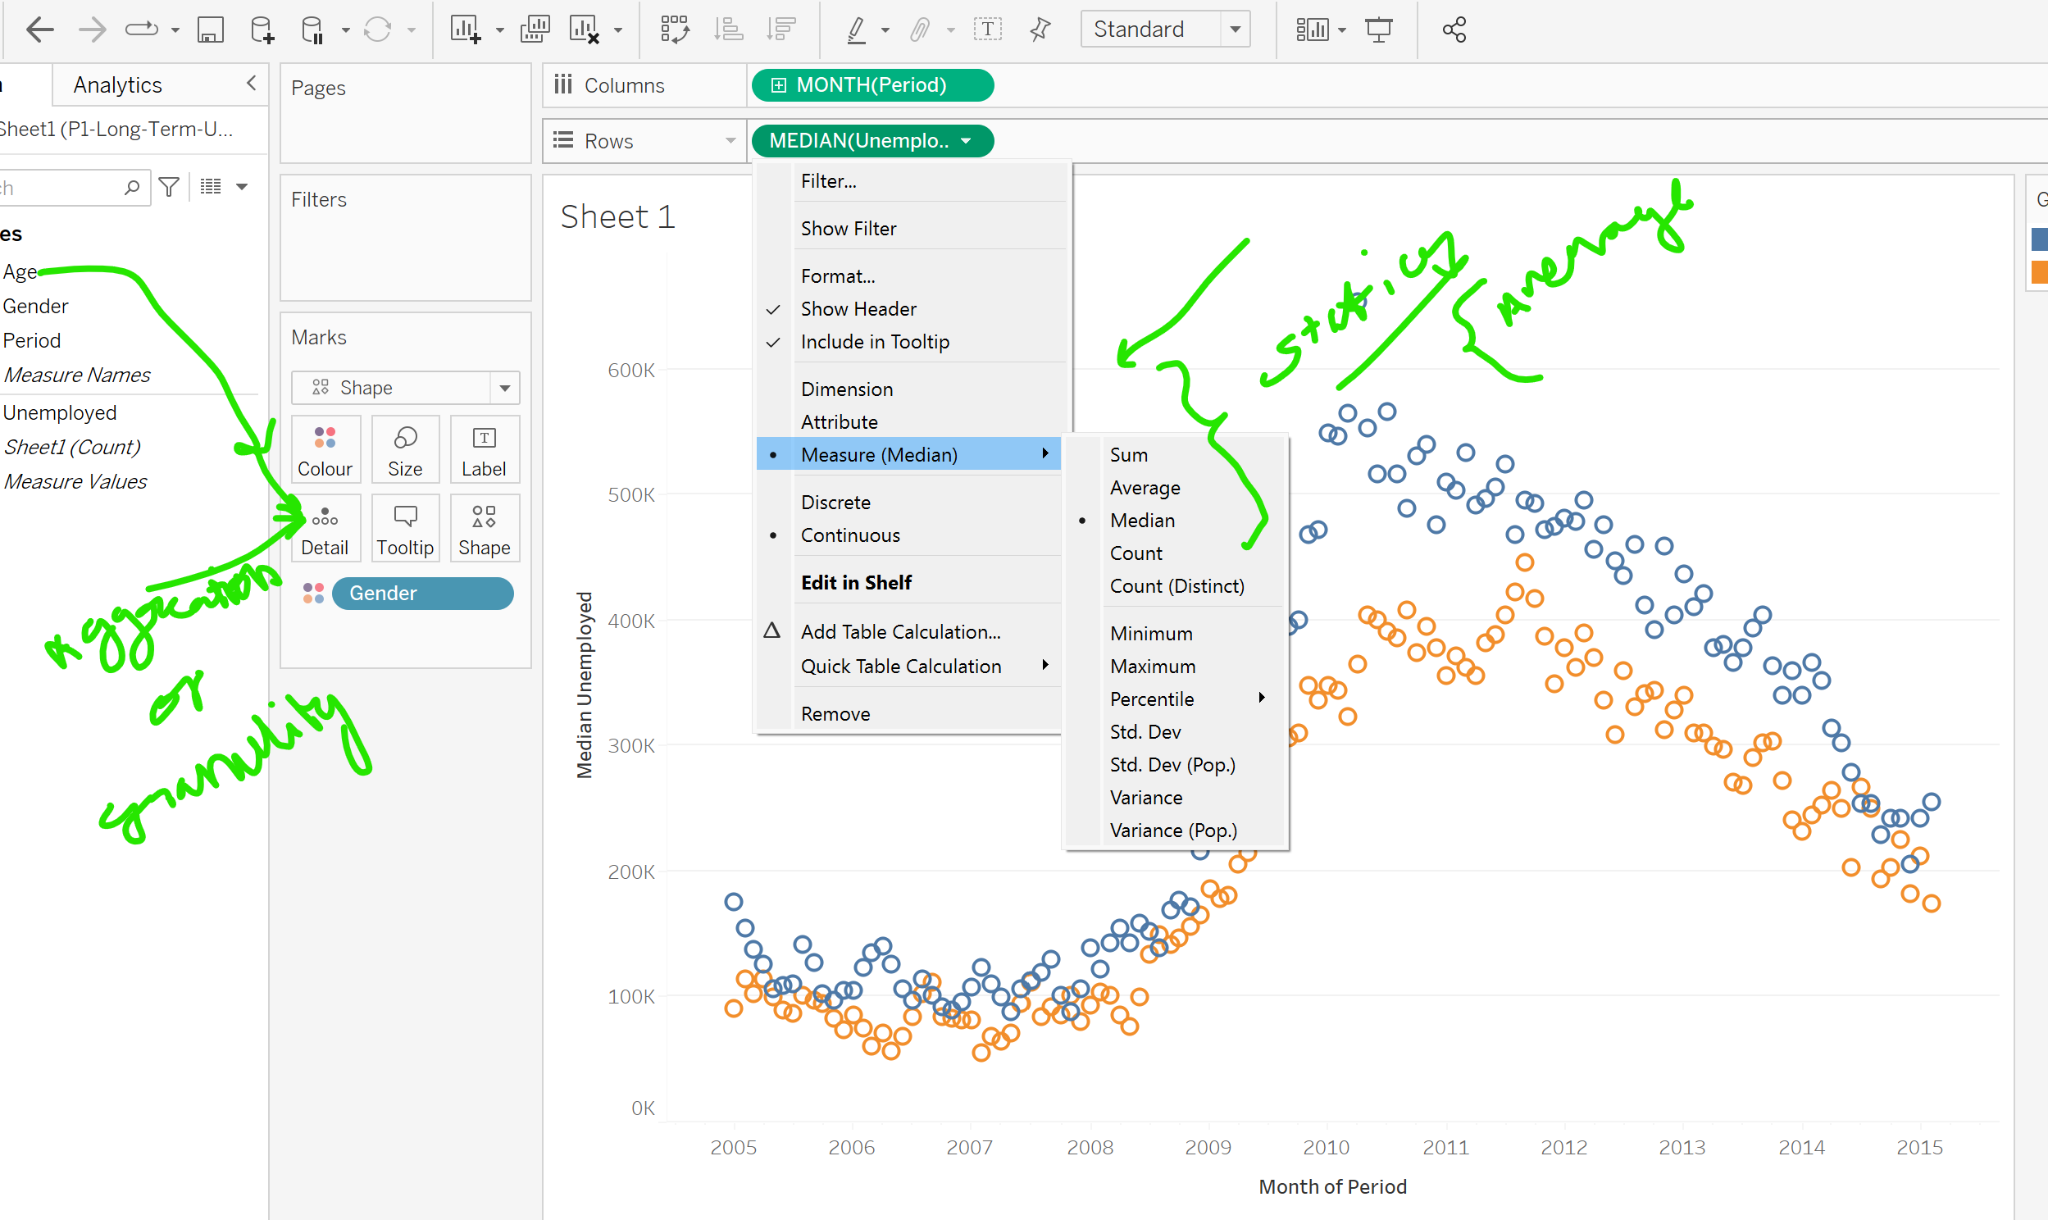 Standard
Analytics
Pages
Columns
MONTH(Period)
Sheet1 (P1-Long-Term-U...
Rows
MEDIAN(Unemplo..
Filters
Sheet 1
es
Age
Gender
Period
Measure Names
Unemployed
Sheet1 (Count)
Measure Values
Marks
Shape
Colour
Size
Label
Detail
Tooltip
Shape
Gender
Filter...
Show Filter
Format...
Show Header
Include in Tooltip
Dimension
Attribute
Measure (Median)
Discrete
Continuous
Edit in Shelf
Add Table Calculation...
Quick Table Calculation
Remove
Sum
Average
Median
Count
Count (Distinct)
Minimum
Maximum
Percentile
Std. Dev
Std. Dev (Pop.)
Variance
Variance (Pop.)
or
Median Unemployed
600K
500K
400K
300K
200K
100K
0K
2005 2006 2007 2008 2009 2010 2011 2012 2013 2014 2015
Month of Period